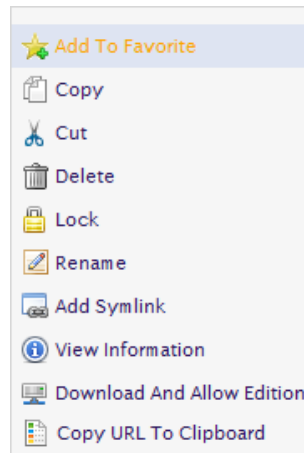 Add To Favorite
Copy
Cut
Delete
Lock
Rename
Add Symlink
View Information
Download And Allow Edition
Copy URL To Clipboard